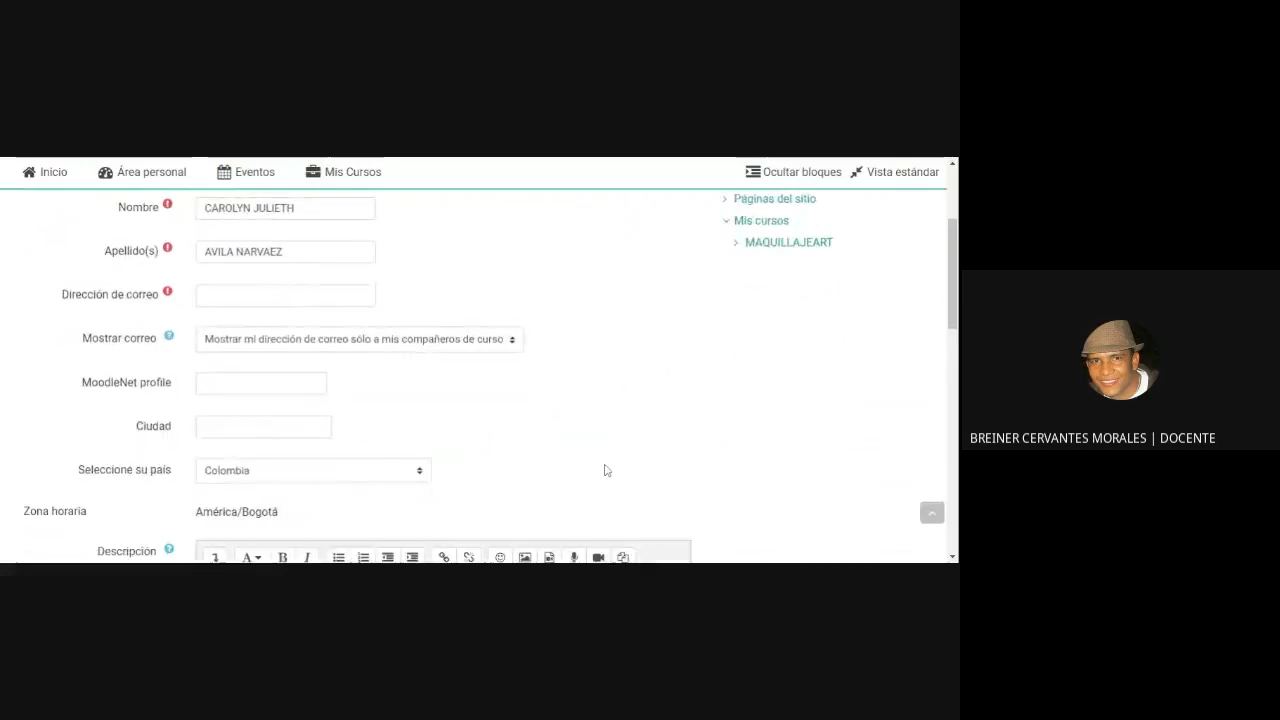 Inicio Área personal Eventos Mis Cursos Ocultar bloques Vista estándar
Nombre CAROLYN JULIETH
Apellido(s) AVILA NARVAEZ
Dirección de correo
Mostrar correo Mostrar mi dirección de correo sólo a mis compañeros de curso
MoodleNet profile
Ciudad
Seleccione su país Colombia
Zona horaria América/Bogotá
Descripción A B I
Páginas del sitio
Mis cursos
MAQUILLAJEART
BREINER CERVANTES MORALES | DOCENTE